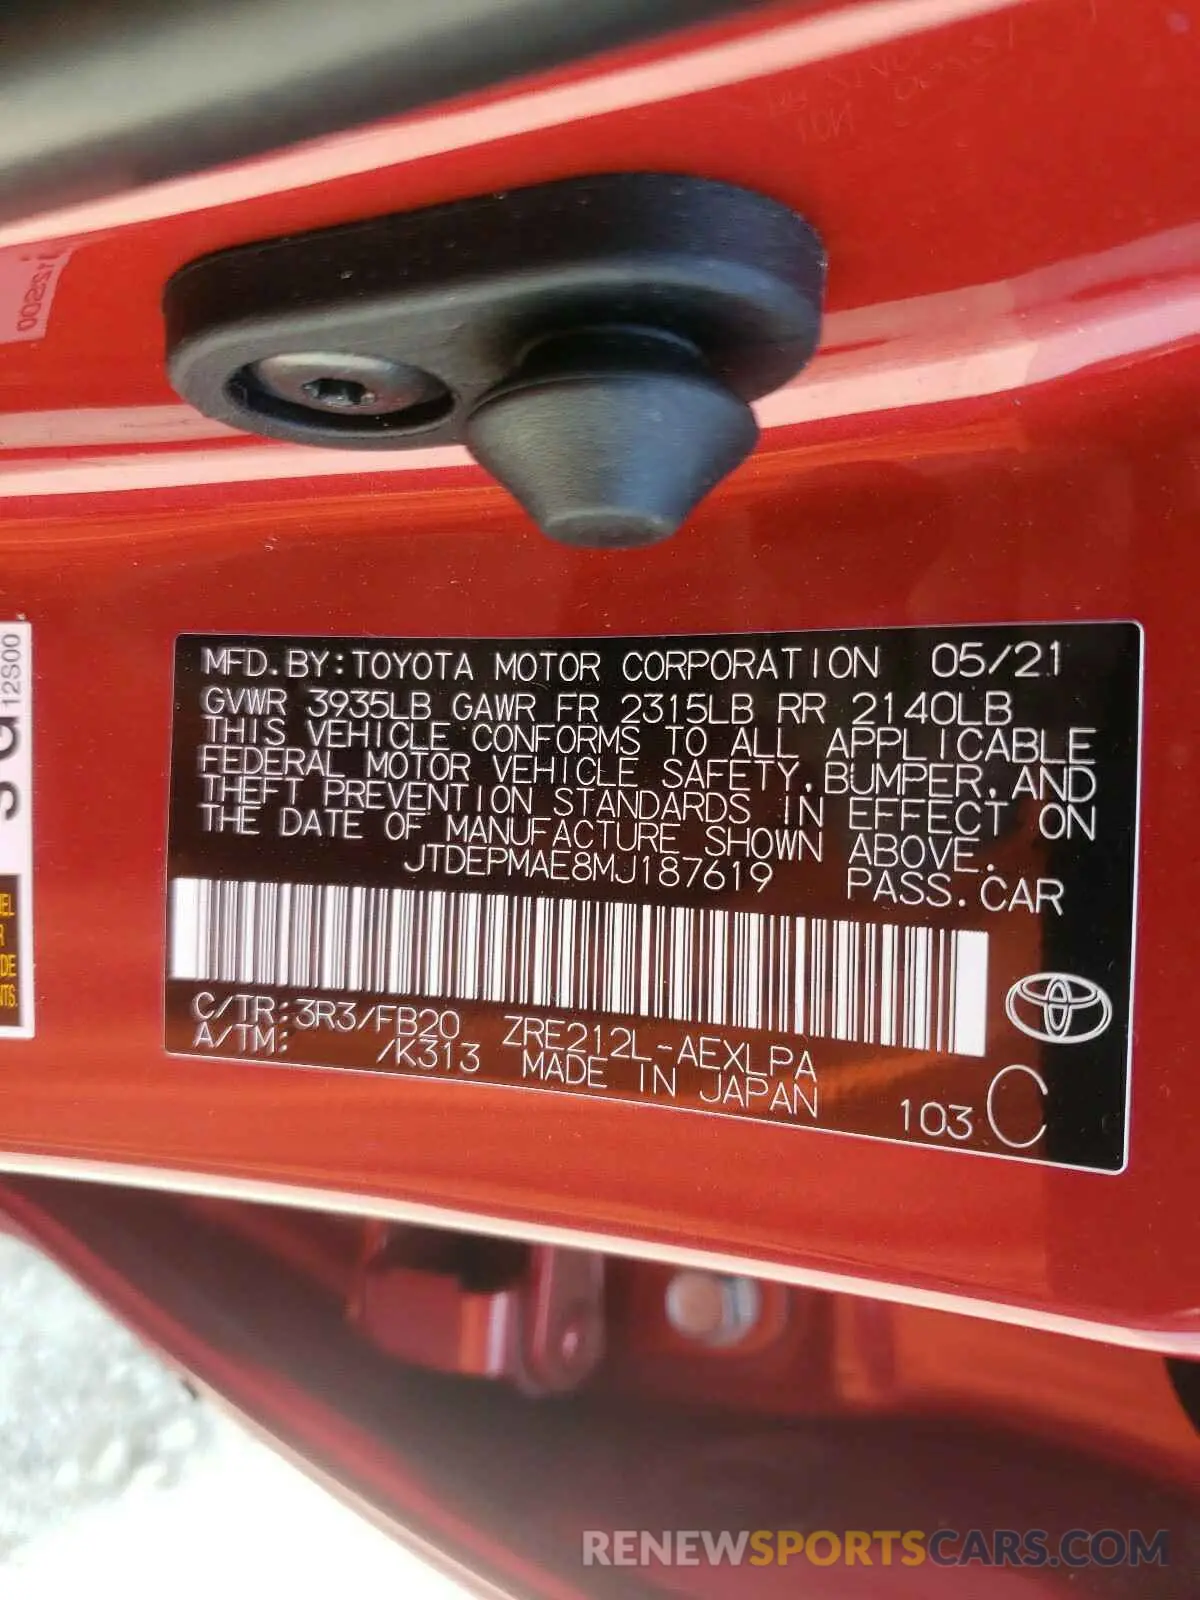 12S00
MFD.BY:TOYOTA MOTOR CORPORATION 05/21
GVWR 3935LB GAWR FR 2315LB RR 2140LB
THIS VEHICLE CONFORMS TO ALL APPLICABLE
FEDERAL MOTOR VEHICLE SAFETY,BUMPER,AND
THEFT PREVENTION STANDARDS IN EFFECT ON
THE DATE OF MANUFACTURE SHOWN ABOVE.
JTDEPMAE8MJ187619 PASS.CAR
C/TR:3R3/FB20 ZRE212L-AEXLPA
A/TM: /K313 MADE IN JAPAN
103 C
12S00
RENEWSPORTSCARS.COM